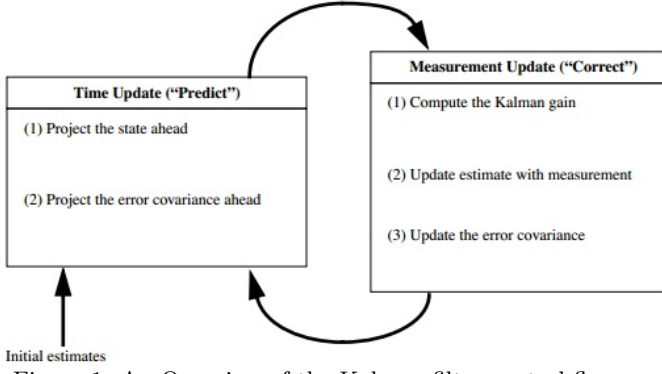 Time Update (“Predict”)
(1) Project the state ahead
(2) Project the error covariance ahead
Initial estimates
Measurement Update (“Correct”)
(1) Compute the Kalman gain
(2) Update estimate with measurement
(3) Update the error covariance